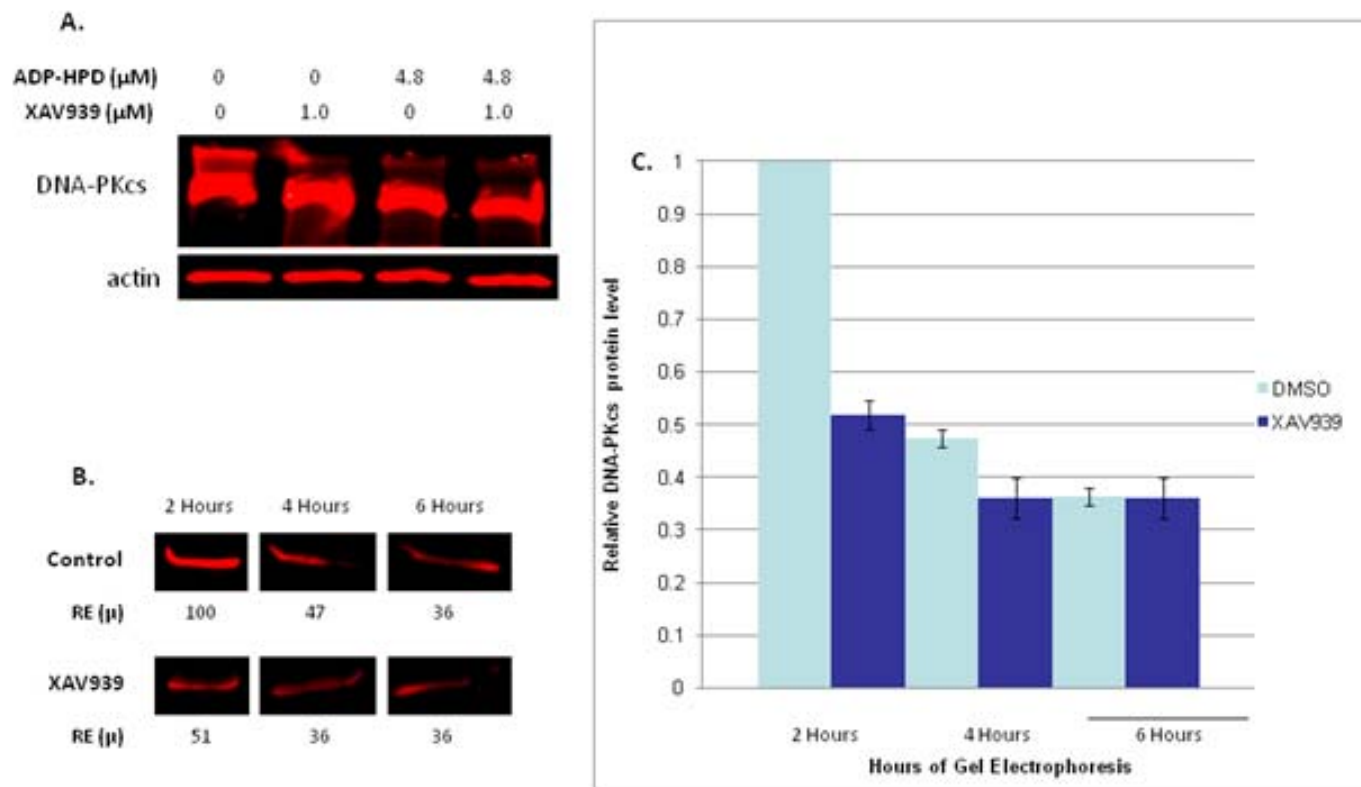 A.
ADP-HPD (µM) 0 0 4.8 4.8
XAV939 (µM) 0 1.0 0 1.0
DNA-PKcs
actin
B.
2 Hours 4 Hours 6 Hours
Control
RE (µ) 100 47 36
XAV939
RE (µ) 51 36 36
C.
Relative DNA-PKcs protein level
1
0.9
0.8
0.7
0.6
0.5
0.4
0.3
0.2
0.1
0
2 Hours 4 Hours 6 Hours
Hours of Gel Electrophoresis
DMSO
XAV939